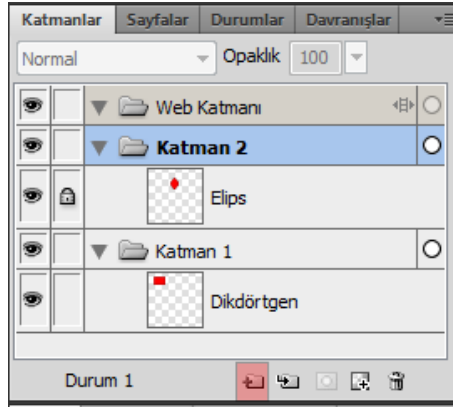 Katmanlar Sayfalar Durumlar Davranışlar
Normal Opaklık 100
Web Katmanı
Katman 2
Elips
Katman 1
Dikdörtgen
Durum 1